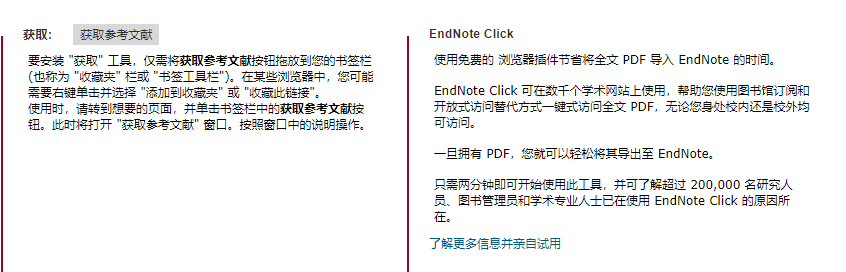 获取： 获取参考文献
要安装 "获取" 工具，仅需将获取参考文献按钮拖放到您的书签栏
(也称为 "收藏夹" 栏或 "书签工具栏")。在某些浏览器中，您可能
需要右键单击并选择 "添加到收藏夹" 或 "收藏此链接"。
使用时，请转到想要的页面，并单击书签栏中的获取参考文献按
钮。此时将打开 "获取参考文献" 窗口。按照窗口中的说明操作。
EndNote Click
使用免费的 浏览器插件节省将全文 PDF 导入 EndNote 的时间。
EndNote Click 可在数千个学术网站上使用，帮助您使用图书馆订阅和
开放式访问替代方式一键式访问全文 PDF，无论您身处校内还是校外均
可访问。
一旦拥有 PDF，您就可以轻松将其导出至 EndNote。
只需两分钟即可开始使用此工具，并可了解超过 200,000 名研究人
员、图书管理员和学术专业人士已在使用 EndNote Click 的原因所
在。
了解更多信息并亲自试用